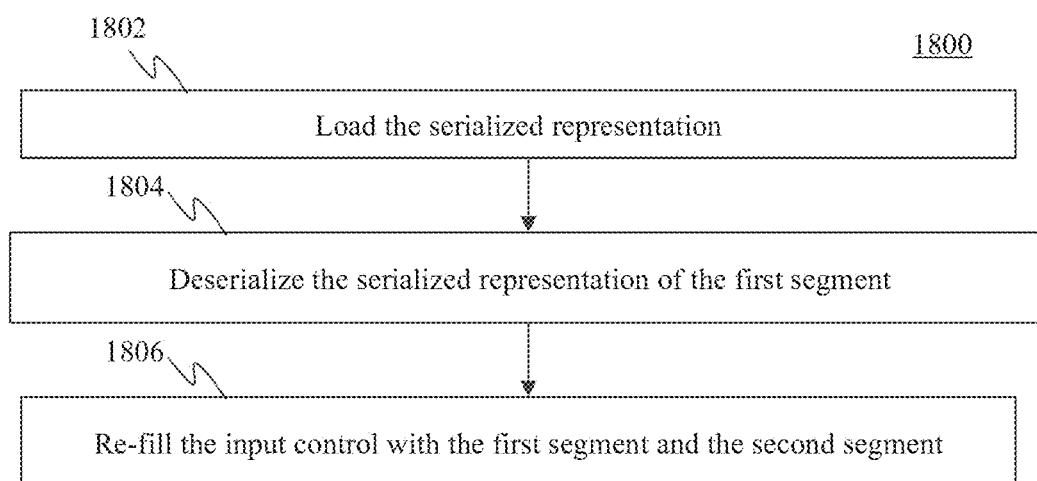 1802
1800
Load the serialized representation
1804
Deserialize the serialized representation of the first segment
1806
Re-fill the input control with the first segment and the second segment